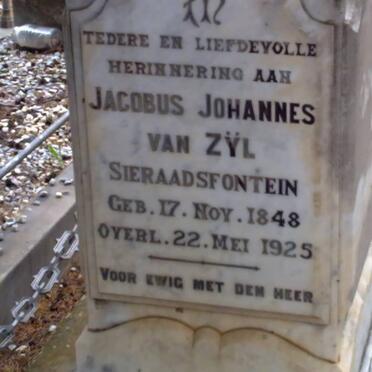 TEDERE EN LIEFDEVOLLE
HERINNERING AAN
JACOBUS JOHANNES
VAN ZŸL
SIERAADSFONTEIN
GEB. 17. NOV. 1848
OVERL. 22. MEI 1925
VOOR EWIG MET DEN HEER